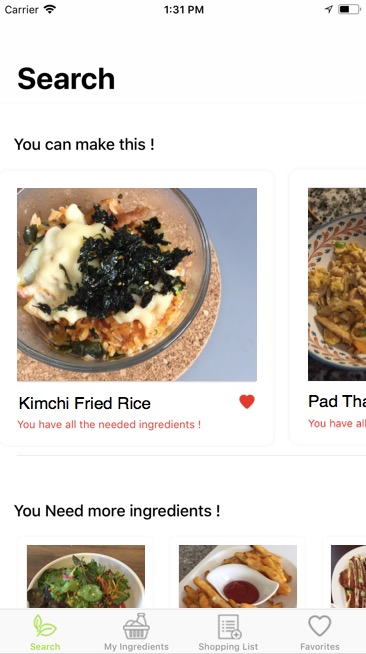 Carrier 1:31 PM
Search
You can make this !
Kimchi Fried Rice
Pad Tha
You have all the needed ingredients !
You have all
You Need more ingredients !
Search
My Ingredients
Shopping List
Favorites